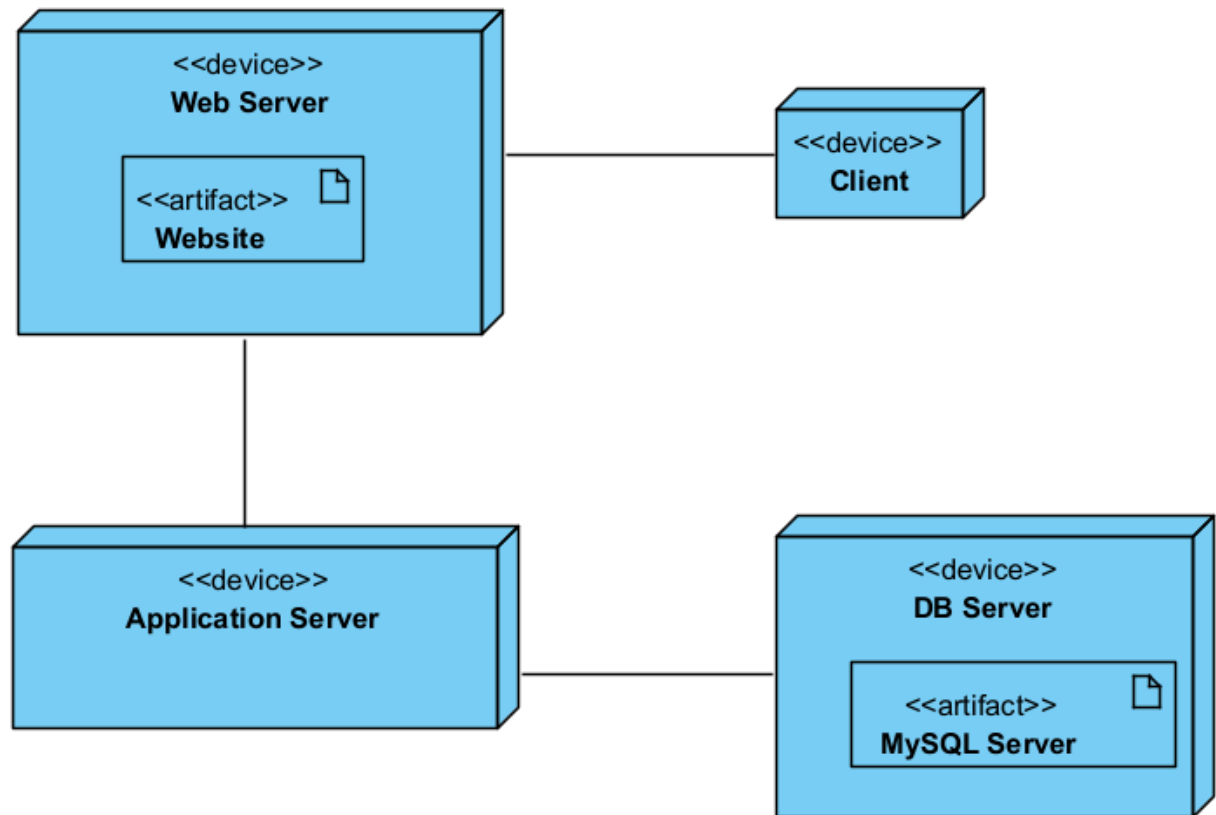 <<device>>
Web Server
<<artifact>>
Website
<<device>>
Client
<<device>>
Application Server
<<device>>
DB Server
<<artifact>>
MySQL Server